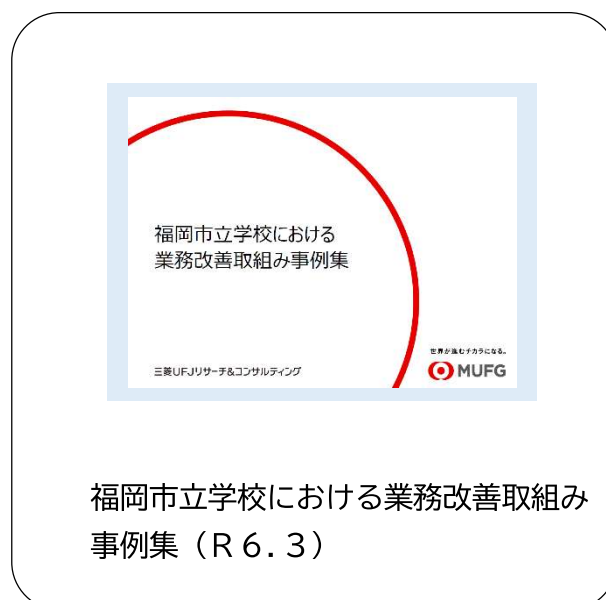 福岡市立学校における
業務改善取組み事例集
世界が進むチカラになる。
三菱UFJリサーチ&コンサルティング
MUFG
福岡市立学校における業務改善取組み
事例集（Ｒ６.３）